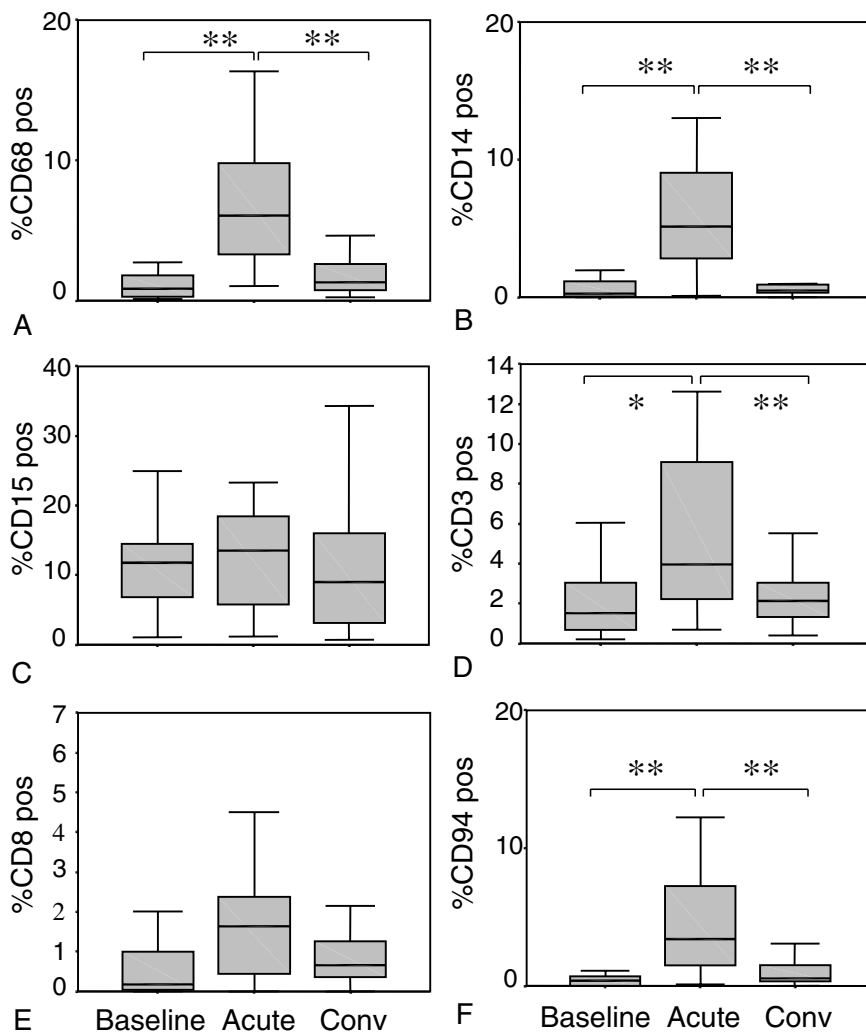 20
10
0
%CD68 pos
**
**
A
20
10
0
%CD14 pos
**
**
B
40
30
20
10
0
%CD15 pos
C
14
12
10
8
6
4
2
0
%CD3 pos
*
**
D
7
6
5
4
3
2
1
0
%CD8 pos
E
Baseline Acute Conv
20
10
0
%CD94 pos
**
**
F
Baseline Acute Conv